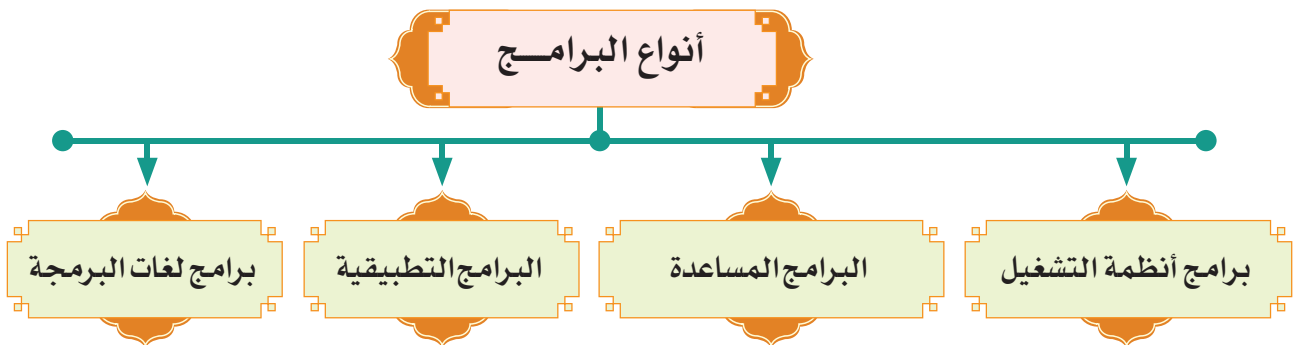 أنواع البرامـــج
برامج أنظمة التشغيل
البرامج المساعدة
البرامج التطبيقية
برامج لغات البرمجة